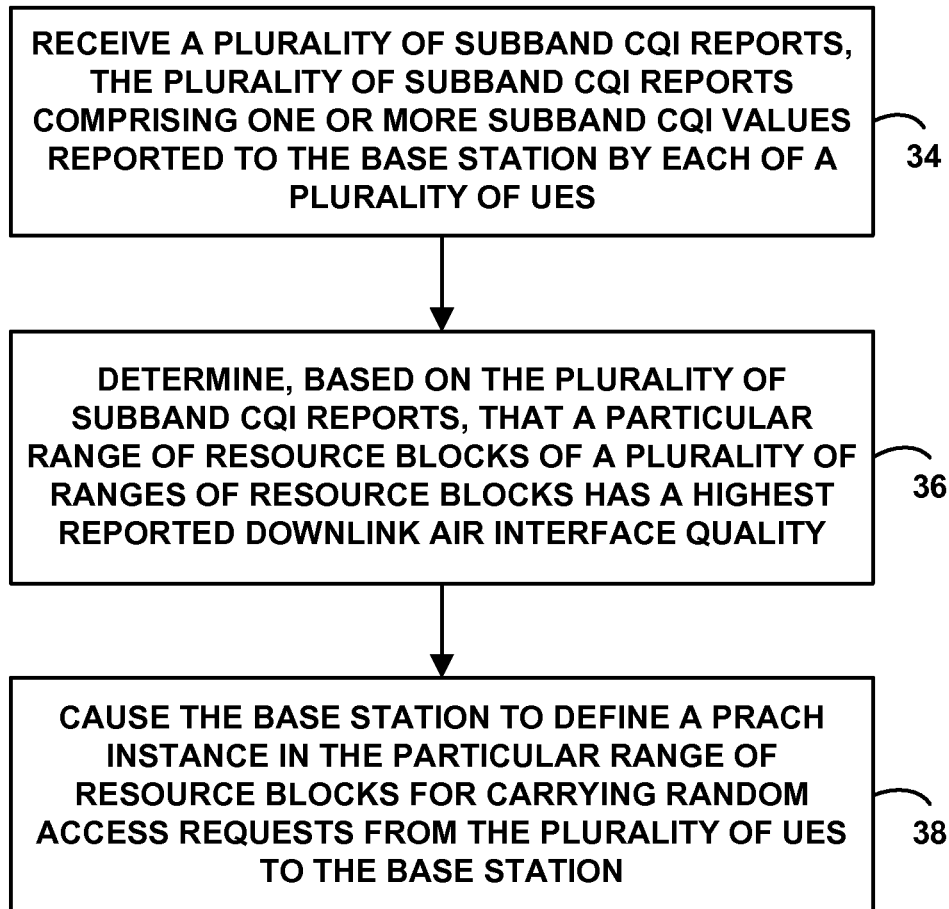 RECEIVE A PLURALITY OF SUBBAND CQI REPORTS,
THE PLURALITY OF SUBBAND CQI REPORTS
COMPRISING ONE OR MORE SUBBAND CQI VALUES
REPORTED TO THE BASE STATION BY EACH OF A
PLURALITY OF UES
34
DETERMINE, BASED ON THE PLURALITY OF
SUBBAND CQI REPORTS, THAT A PARTICULAR
RANGE OF RESOURCE BLOCKS OF A PLURALITY OF
RANGES OF RESOURCE BLOCKS HAS A HIGHEST
REPORTED DOWNLINK AIR INTERFACE QUALITY
36
CAUSE THE BASE STATION TO DEFINE A PRACH
INSTANCE IN THE PARTICULAR RANGE OF
RESOURCE BLOCKS FOR CARRYING RANDOM
ACCESS REQUESTS FROM THE PLURALITY OF UES
TO THE BASE STATION
38